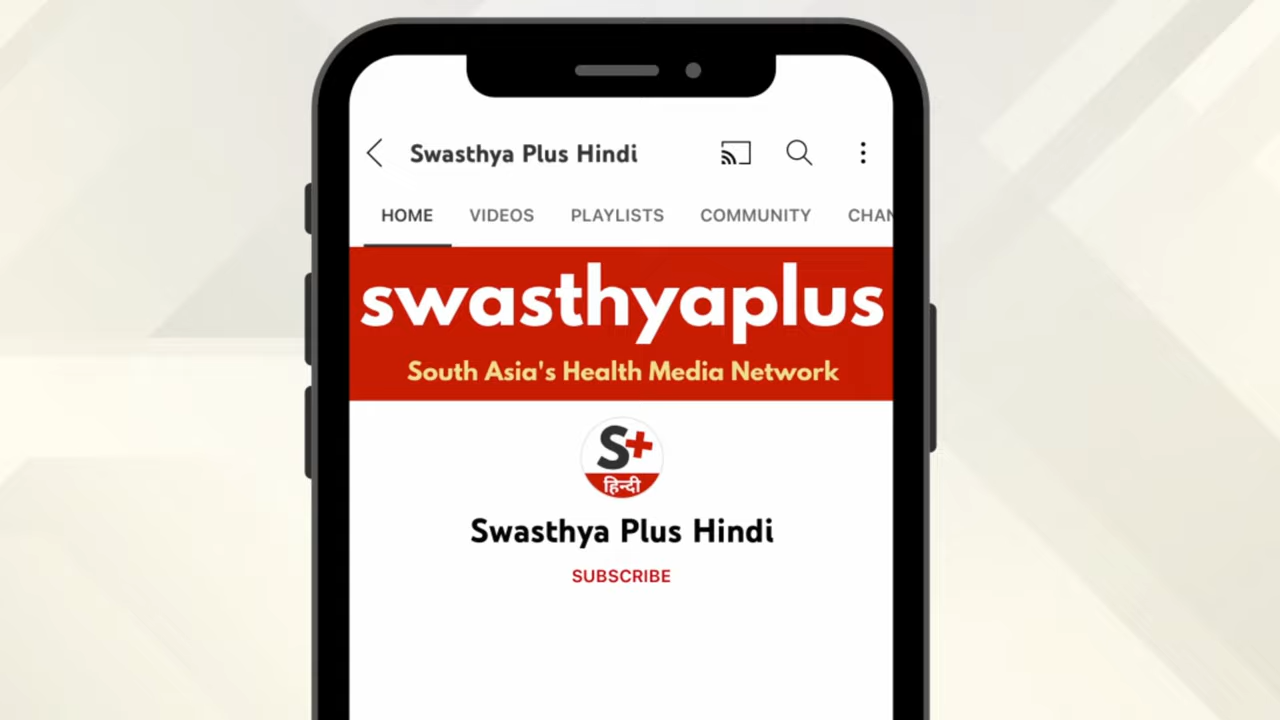 Swasthya Plus Hindi
HOME VIDEOS PLAYLISTS COMMUNITY CHAN
swasthyaplus
South Asia's Health Media Network
S+
हिन्दी
Swasthya Plus Hindi
SUBSCRIBE